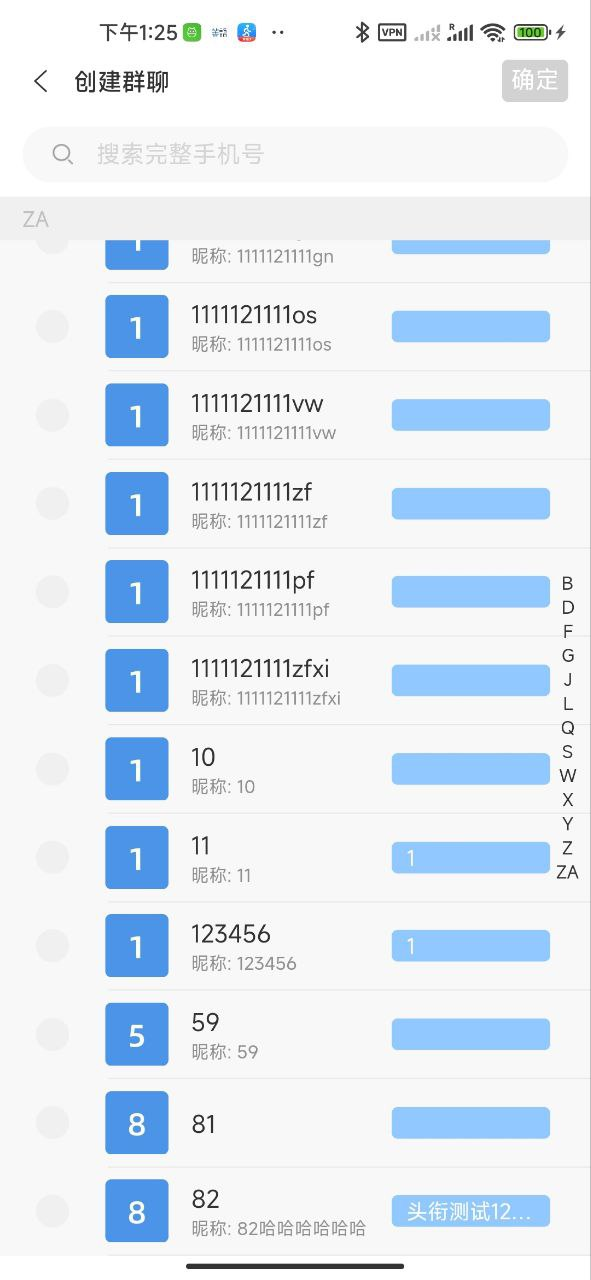 下午1:25
VPN
R
100
创建群聊
确定
搜索完整手机号
ZA
1
昵称: 1111121111gn
1
1111121111os
昵称: 1111121111os
1
1111121111vw
昵称: 1111121111vw
1
1111121111zf
昵称: 1111121111zf
1
1111121111pf
昵称: 1111121111pf
1
1111121111zfxi
昵称: 1111121111zfxi
1
10
昵称: 10
1
11
昵称: 11
1
1
123456
昵称: 123456
1
5
59
昵称: 59
8
81
8
82
昵称: 82哈哈哈哈哈哈
头衔测试12...
B
D
F
G
J
L
Q
S
W
X
Y
Z
ZA